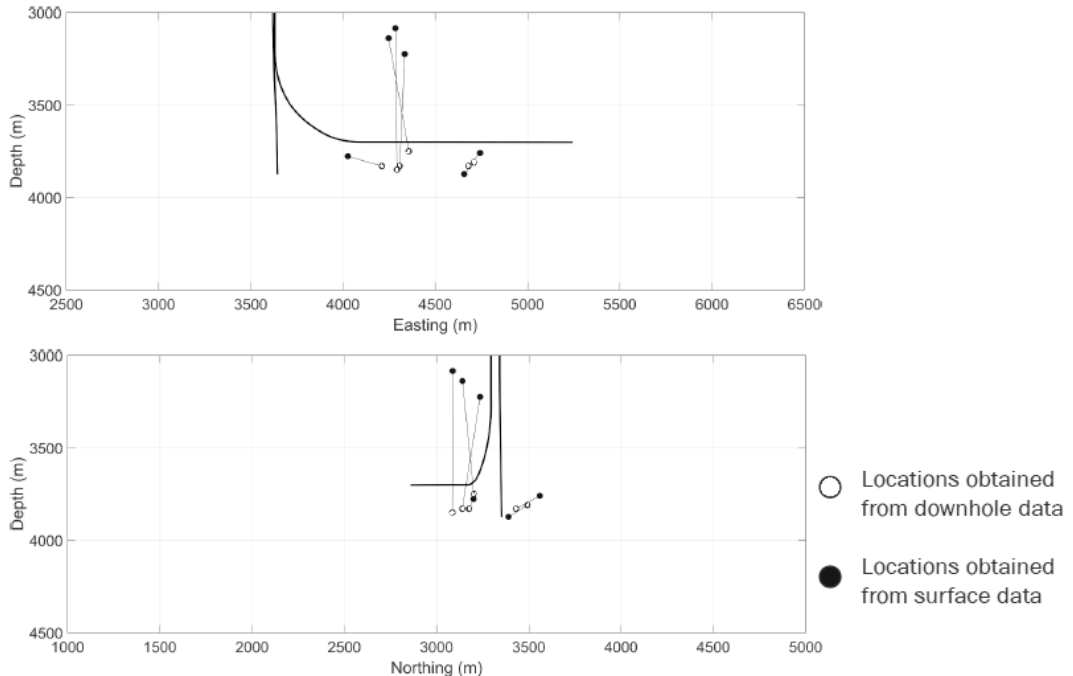 3000
3500
4000
4500
Depth (m)
2500 3000 3500 4000 4500 5000 5500 6000 6500
Easting (m)
3000
3500
4000
4500
Depth (m)
1000 1500 2000 2500 3000 3500 4000 4500 5000
Northing (m)
Locations obtained
from downhole data
Locations obtained
from surface data